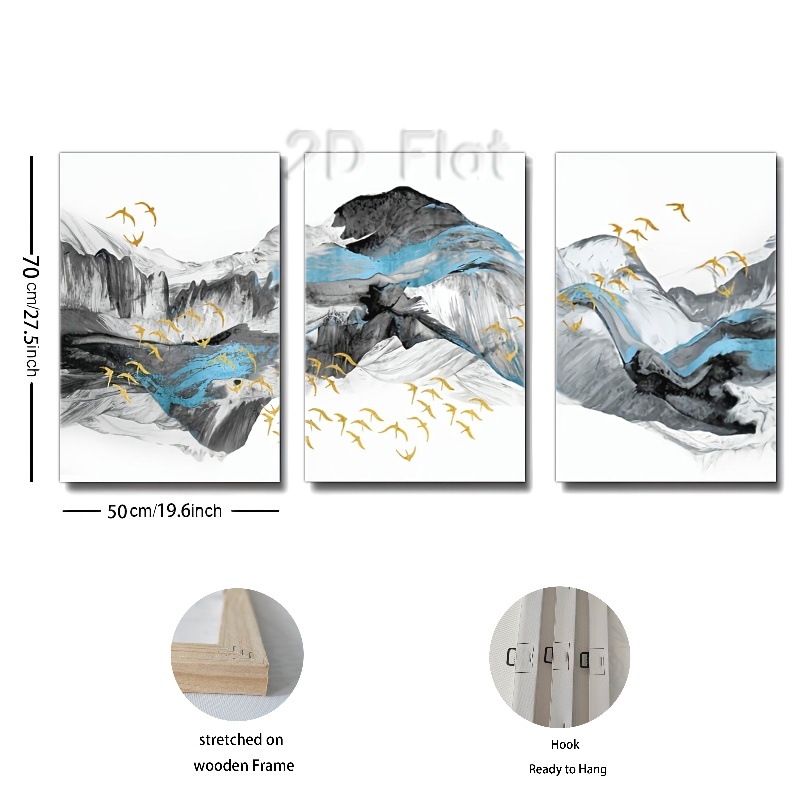 2D Flat
70cm/27.5inch
50cm/19.6inch
stretched on
wooden Frame
Hook
Ready to Hang